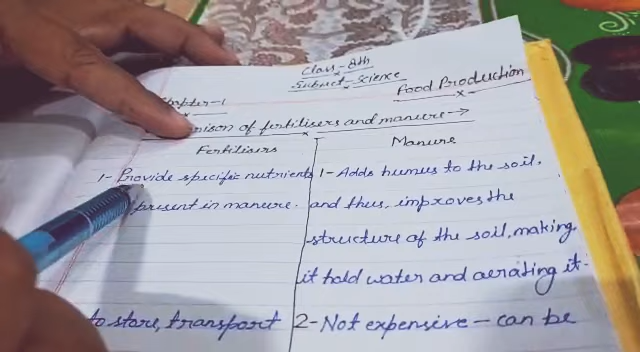 Class-8th
Subject-Science
Food Production
Chapter-1
of fertilisers and manure→
Fertilisers
Manure
1- Provide specific nutrients
present in manure.
to store, transport
1- Adds humus to the soil,
and thus, improves the
structure of the soil, making
it hold water and aerating it.
2- Not expensive - can be